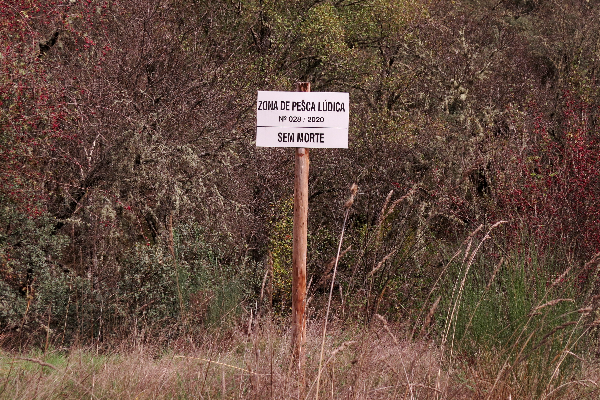 ZONA DE PESCA LÚDICA
Nº 028 / 2020
SEM MORTE